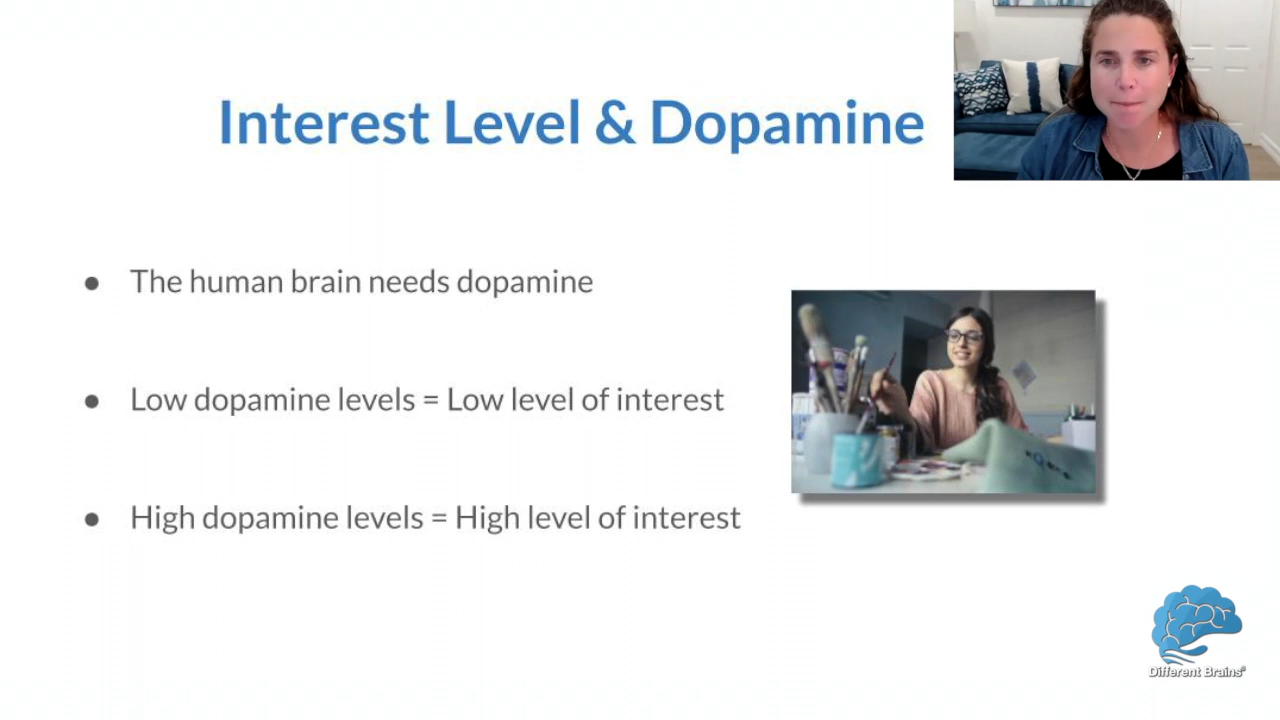 Interest Level & Dopamine
● The human brain needs dopamine
● Low dopamine levels = Low level of interest
● High dopamine levels = High level of interest
Different Brains®